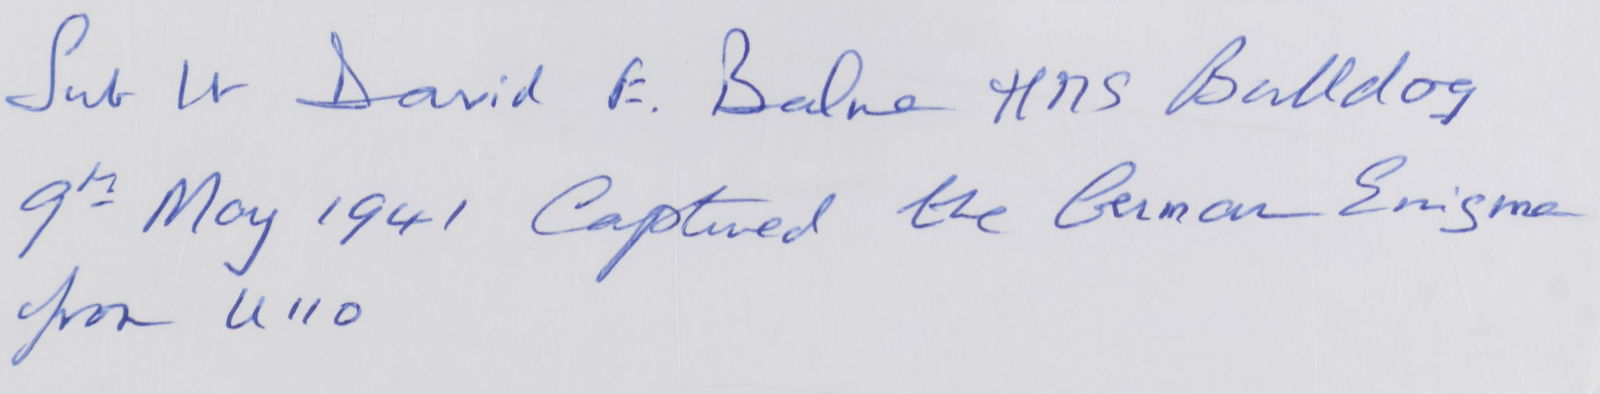 Sub Lt David E. Balme HMS Bulldog
9th May 1941 Captured the German Enigma
from U110